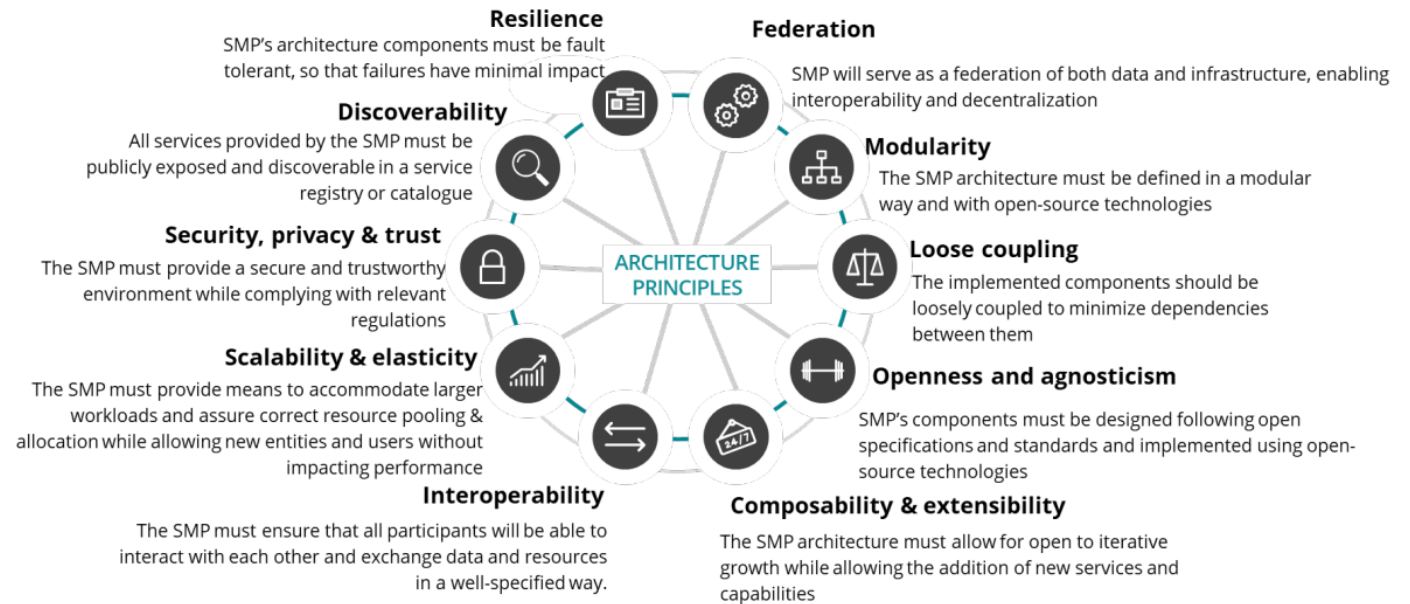 Resilience
SMP's architecture components must be fault
tolerant, so that failures have minimal impact
Federation
SMP will serve as a federation of both data and infrastructure, enabling
interoperability and decentralization
Discoverability
All services provided by the SMP must be
publicly exposed and discoverable in a service
registry or catalogue
Modularity
The SMP architecture must be defined in a modular
way and with open-source technologies
Security, privacy & trust
The SMP must provide a secure and trustworthy
environment while complying with relevant
regulations
ARCHITECTURE
PRINCIPLES
Loose coupling
The implemented components should be
loosely coupled to minimize dependencies
between them
Scalability & elasticity
The SMP must provide means to accommodate larger
workloads and assure correct resource pooling &
allocation while allowing new entities and users without
impacting performance
Openness and agnosticism
SMP's components must be designed following open
specifications and standards and implemented using open-
source technologies
24/7
Interoperability
The SMP must ensure that all participants will be able to
interact with each other and exchange data and resources
in a well-specified way.
Composability & extensibility
The SMP architecture must allow for open to iterative
growth while allowing the addition of new services and
capabilities